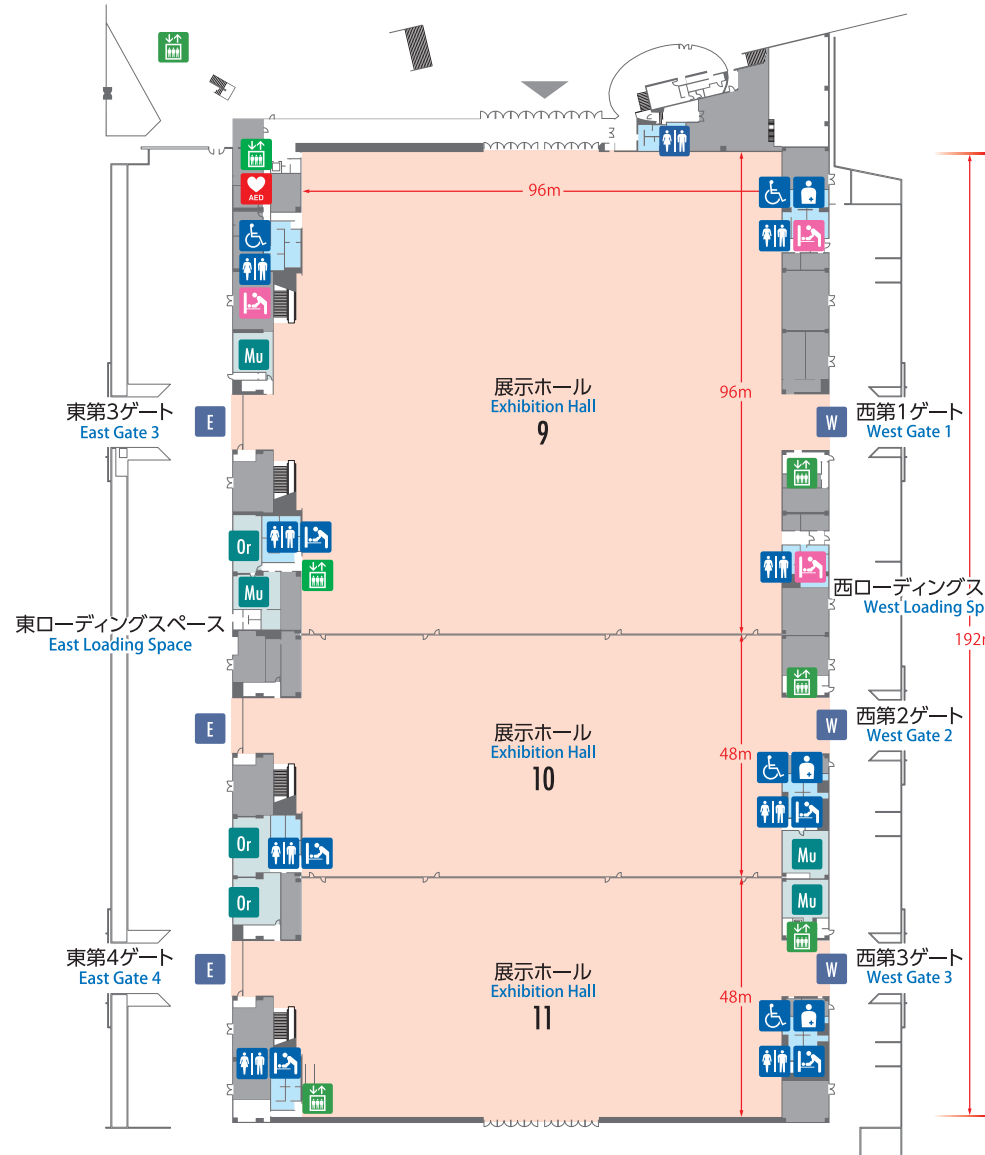 AED
96m
Mu
展示ホール
Exhibition Hall
9
96m
東第3ゲート
East Gate 3
E
W
西第1ゲート
West Gate 1
Or
Mu
東ローディングスペース
East Loading Space
西ローディングス
West Loading Sp
192m
展示ホール
Exhibition Hall
10
48m
E
W
西第2ゲート
West Gate 2
Or
Mu
Or
Mu
東第4ゲート
East Gate 4
E
展示ホール
Exhibition Hall
11
48m
W
西第3ゲート
West Gate 3